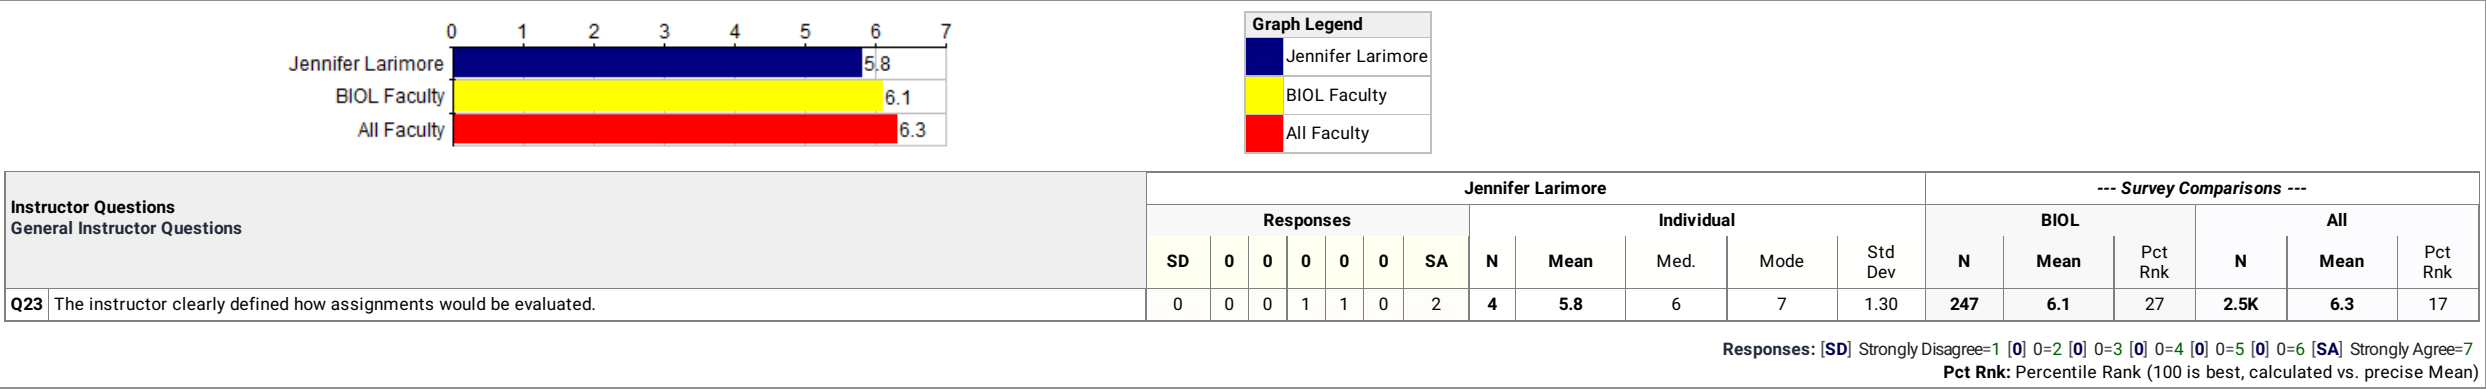 0 1 2 3 4 5 6 7
Jennifer Larimore 5.8
BIOL Faculty 6.1
All Faculty 6.3
Graph Legend
Jennifer Larimore
BIOL Faculty
All Faculty
Instructor Questions
General Instructor Questions
Jennifer Larimore --- Survey Comparisons ---
Responses Individual BIOL All
SD 0 0 0 0 0 SA N Mean Med. Mode Std Dev N Mean Pct Rnk N Mean Pct Rnk
Q23 The instructor clearly defined how assignments would be evaluated. 0 0 0 1 1 0 2 4 5.8 6 7 1.30 247 6.1 27 2.5K 6.3 17
Responses: [SD] Strongly Disagree=1 [0] 0=2 [0] 0=3 [0] 0=4 [0] 0=5 [0] 0=6 [SA] Strongly Agree=7
Pct Rnk: Percentile Rank (100 is best, calculated vs. precise Mean)